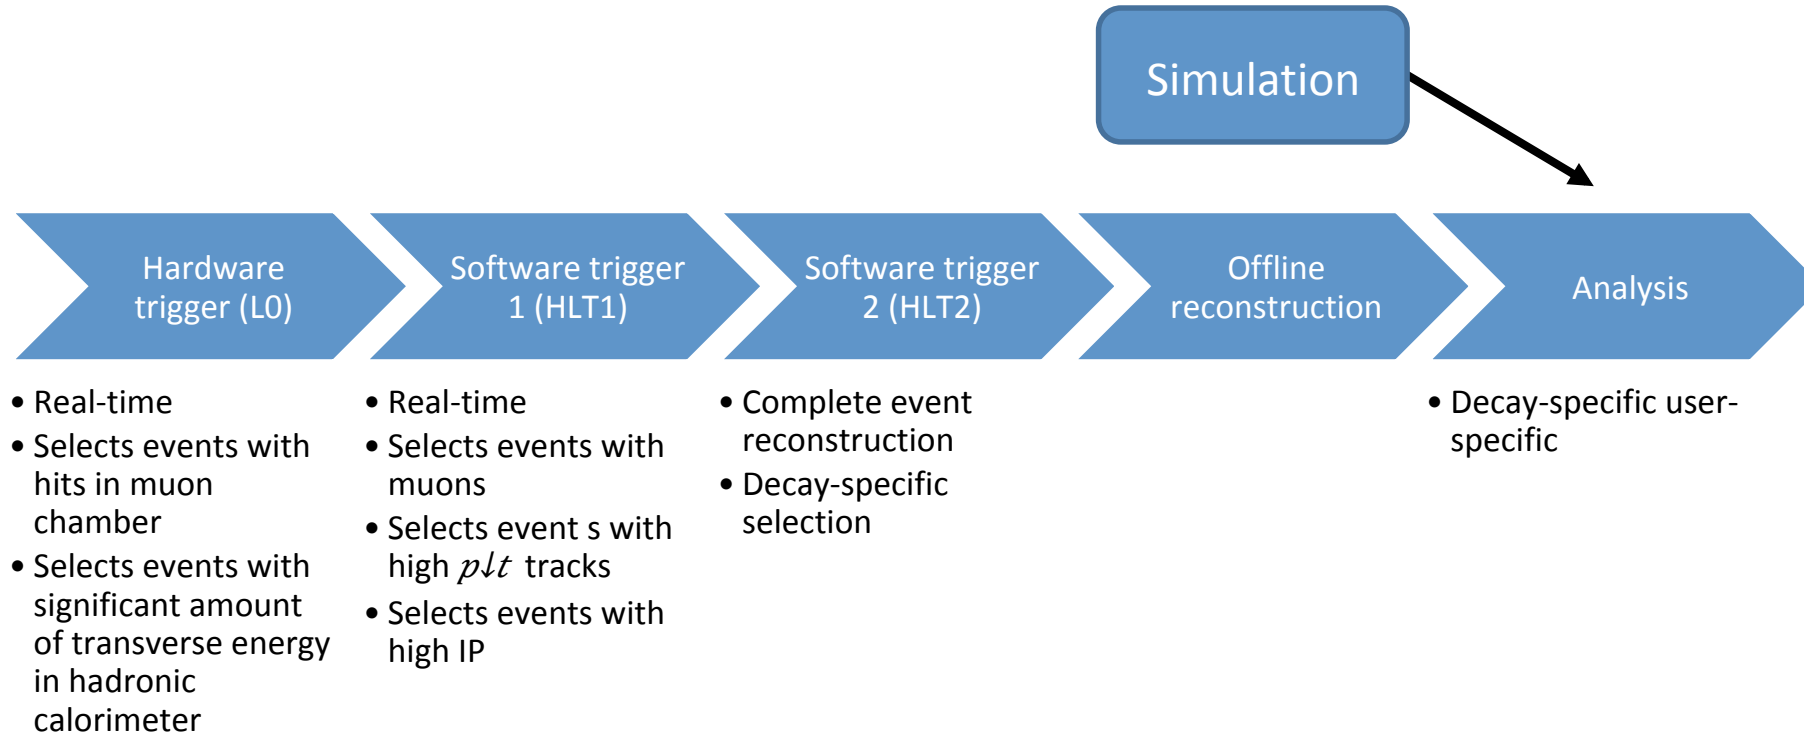 Simulation
Hardware
trigger (L0)
Software trigger
1 (HLT1)
Software trigger
2 (HLT2)
Offline
reconstruction
Analysis
• Real-time
• Selects events with
hits in muon
chamber
• Selects events with
significant amount
of transverse energy
in hadronic
calorimeter
• Real-time
• Selects events with
muons
• Selects event s with
high p↓t tracks
• Selects events with
high IP
• Complete event
reconstruction
• Decay-specific
selection
• Decay-specific user-
specific